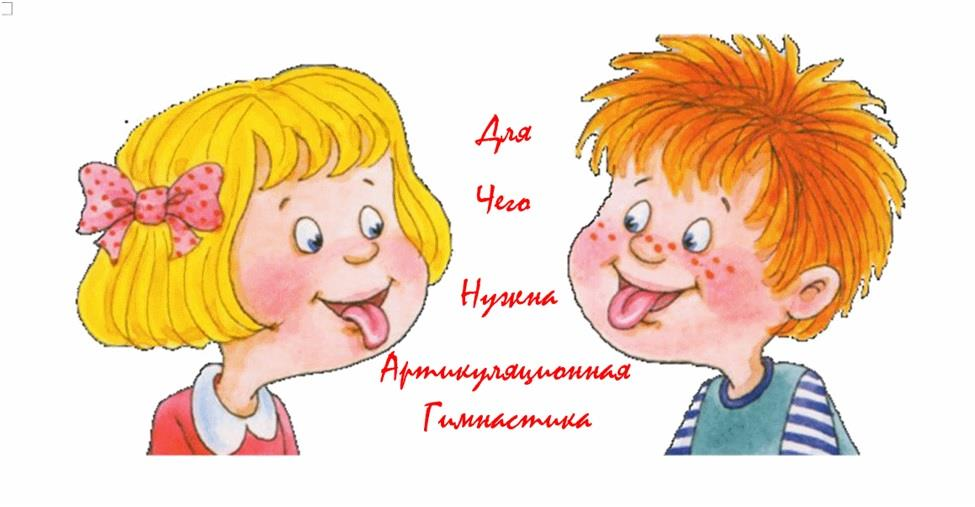 Для
Чего
Нужна
Артикуляционная
Гимнастика